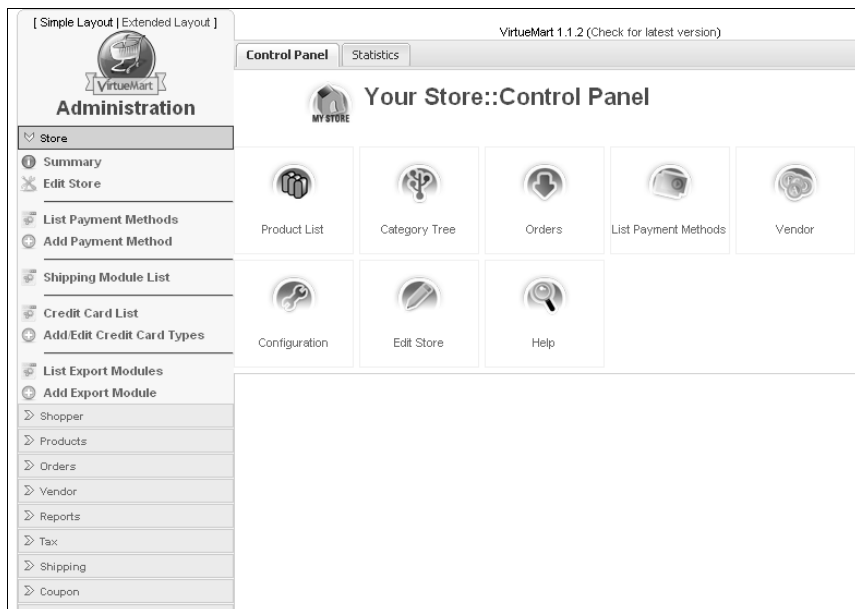 [ Simple Layout | Extended Layout ]
VirtueMart
Administration
Store
Summary
Edit Store
List Payment Methods
Add Payment Method
Shipping Module List
Credit Card List
Add/Edit Credit Card Types
List Export Modules
Add Export Module
Shopper
Products
Orders
Vendor
Reports
Tax
Shipping
Coupon
VirtueMart 1.1.2 (Check for latest version)
Control Panel Statistics
MY STORE
Your Store::Control Panel
Product List Category Tree Orders List Payment Methods Vendor
Configuration Edit Store Help